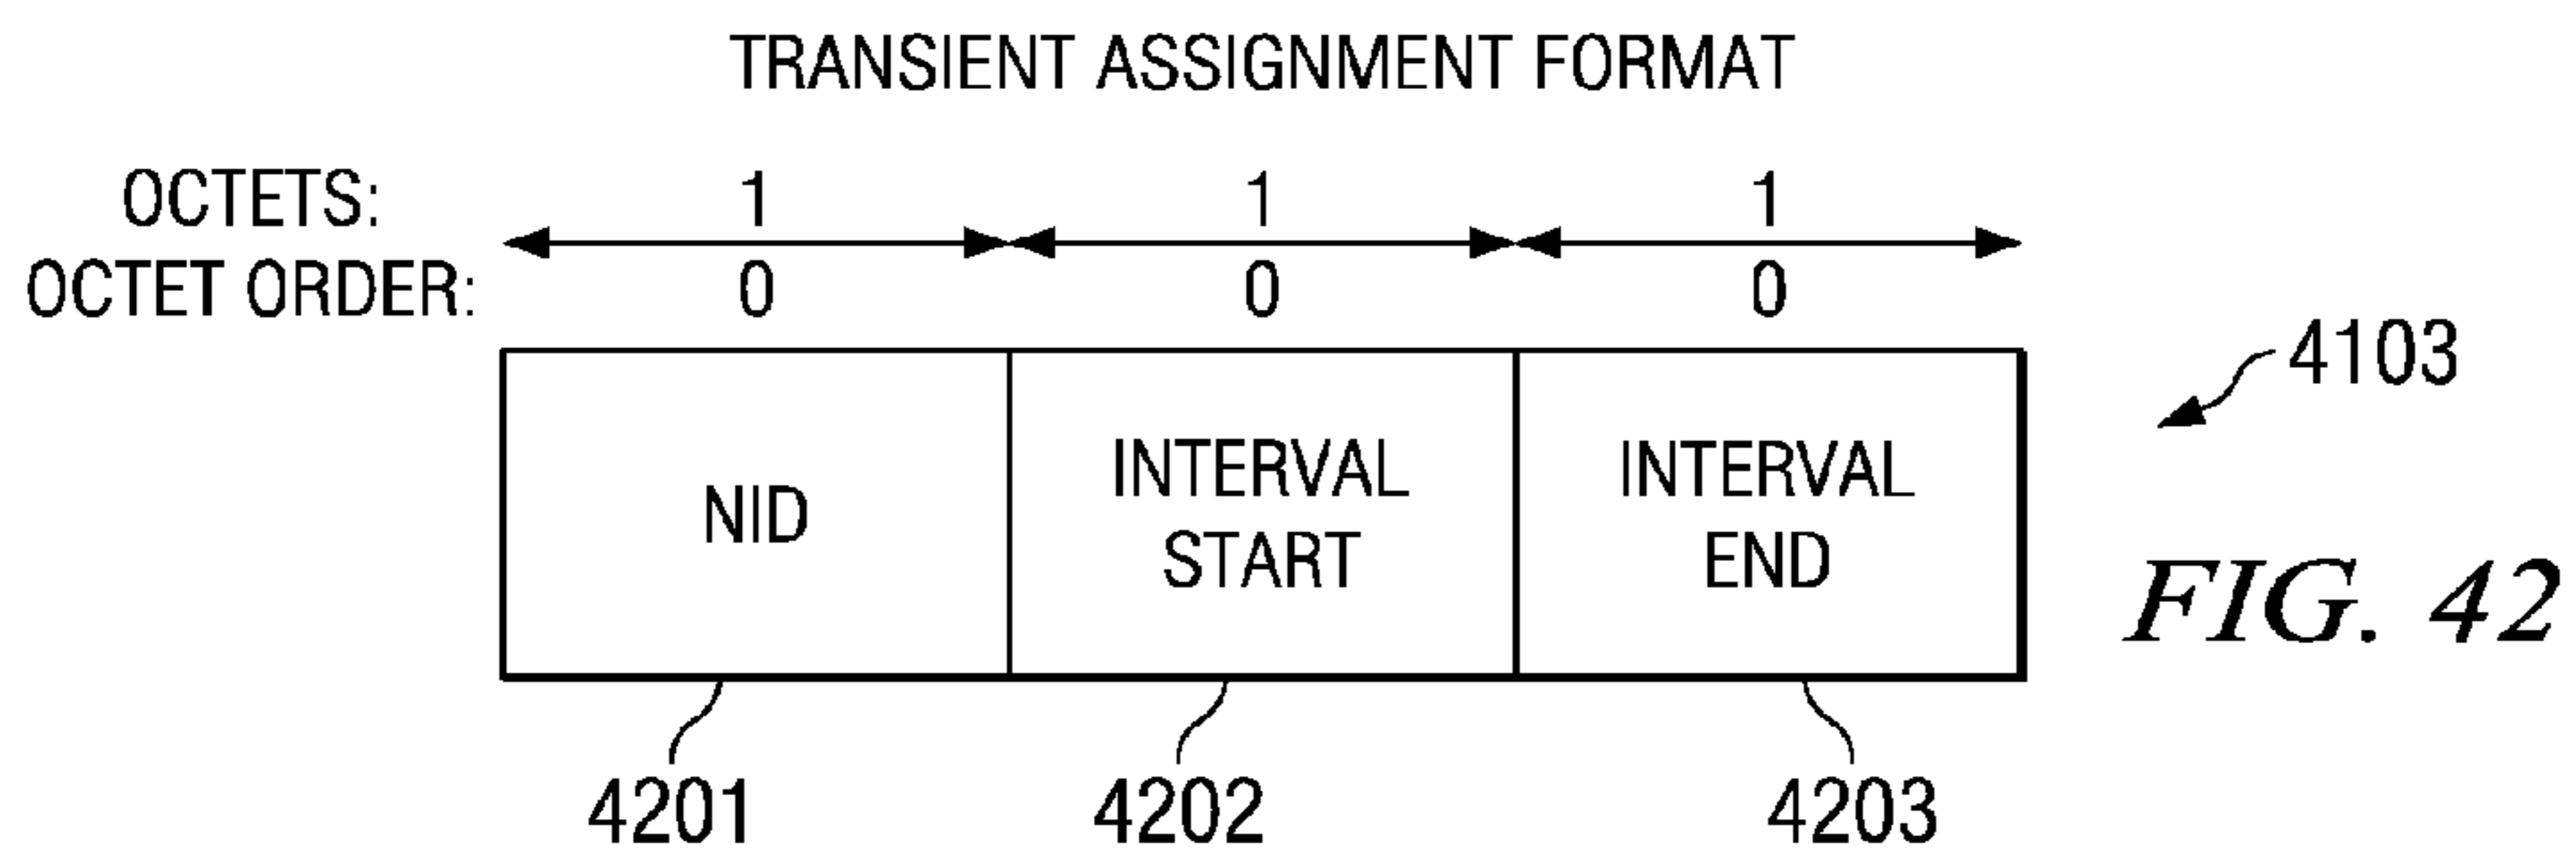 TRANSIENT ASSIGNMENT FORMAT
OCTETS: 1 1 1
OCTET ORDER: 0 0 0
4103
NID
INTERVAL START
INTERVAL END
FIG. 42
4201 4202 4203